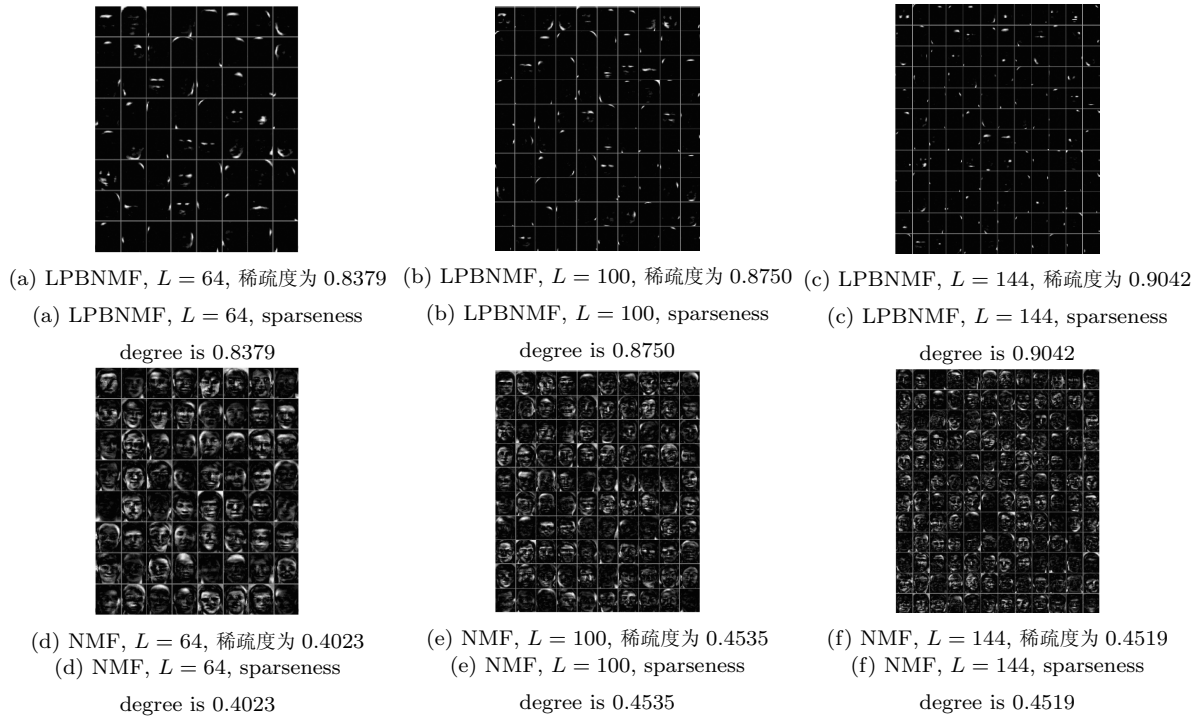 (a) LPBNMF, L = 64, 稀疏度为 0.8379
(b) LPBNMF, L = 100, 稀疏度为 0.8750
(c) LPBNMF, L = 144, 稀疏度为 0.9042
(a) LPBNMF, L = 64, sparseness
degree is 0.8379
(b) LPBNMF, L = 100, sparseness
degree is 0.8750
(c) LPBNMF, L = 144, sparseness
degree is 0.9042
(d) NMF, L = 64, 稀疏度为 0.4023
(e) NMF, L = 100, 稀疏度为 0.4535
(f) NMF, L = 144, 稀疏度为 0.4519
(d) NMF, L = 64, sparseness
degree is 0.4023
(e) NMF, L = 100, sparseness
degree is 0.4535
(f) NMF, L = 144, sparseness
degree is 0.4519